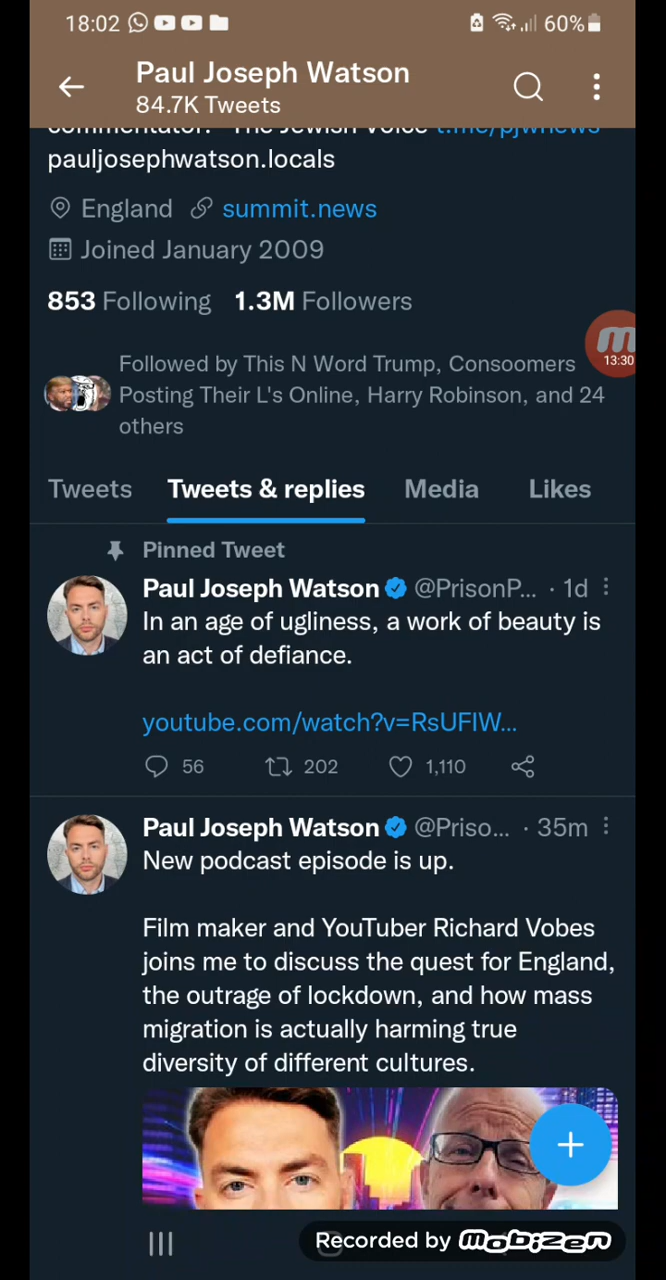 18:02 60%
Paul Joseph Watson
84.7K Tweets
commentator." The Jewish Voice t.me/pjwnews
pauljosephwatson.locals
England summit.news
Joined January 2009
853 Following 1.3M Followers
13:30
Followed by This N Word Trump, Consoomers
Posting Their L's Online, Harry Robinson, and 24
others
Tweets Tweets & replies Media Likes
Pinned Tweet
Paul Joseph Watson @PrisonP... · 1d
In an age of ugliness, a work of beauty is
an act of defiance.
youtube.com/watch?v=RsUFIW...
56 202 1,110
Paul Joseph Watson @Priso... · 35m
New podcast episode is up.
Film maker and YouTuber Richard Vobes
joins me to discuss the quest for England,
the outrage of lockdown, and how mass
migration is actually harming true
diversity of different cultures.
Recorded by mobizen